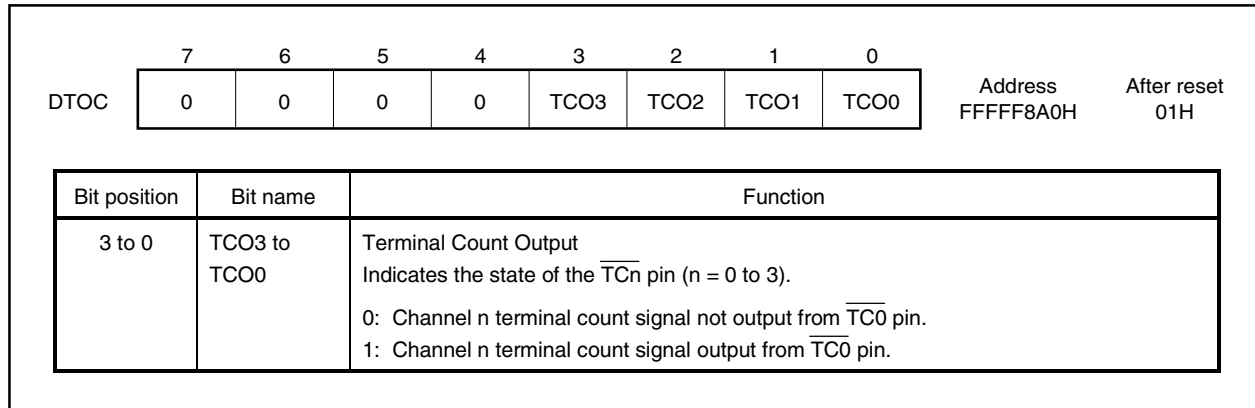 7 6 5 4 3 2 1 0
DTOC 0 0 0 0 TCO3 TCO2 TCO1 TCO0 Address After reset
FFFFF8A0H 01H
Bit position Bit name Function
3 to 0 TCO3 to Terminal Count Output
TCO0 Indicates the state of the T̅C̅n̅ pin (n = 0 to 3).
0: Channel n terminal count signal not output from T̅C̅0̅ pin.
1: Channel n terminal count signal output from T̅C̅0̅ pin.